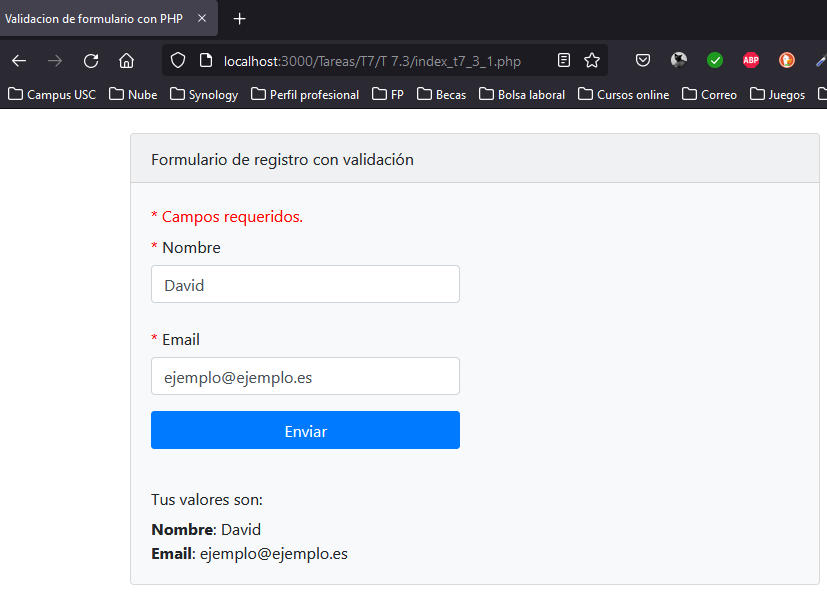 Validacion de formulario con PHP
localhost:3000/Tareas/T7/T 7.3/index_t7_3_1.php
ABP
Campus USC Nube Synology Perfil profesional FP Becas Bolsa laboral Cursos online Correo Juegos
Formulario de registro con validación
* Campos requeridos.
* Nombre
David
* Email
ejemplo@ejemplo.es
Enviar
Tus valores son:
Nombre: David
Email: ejemplo@ejemplo.es